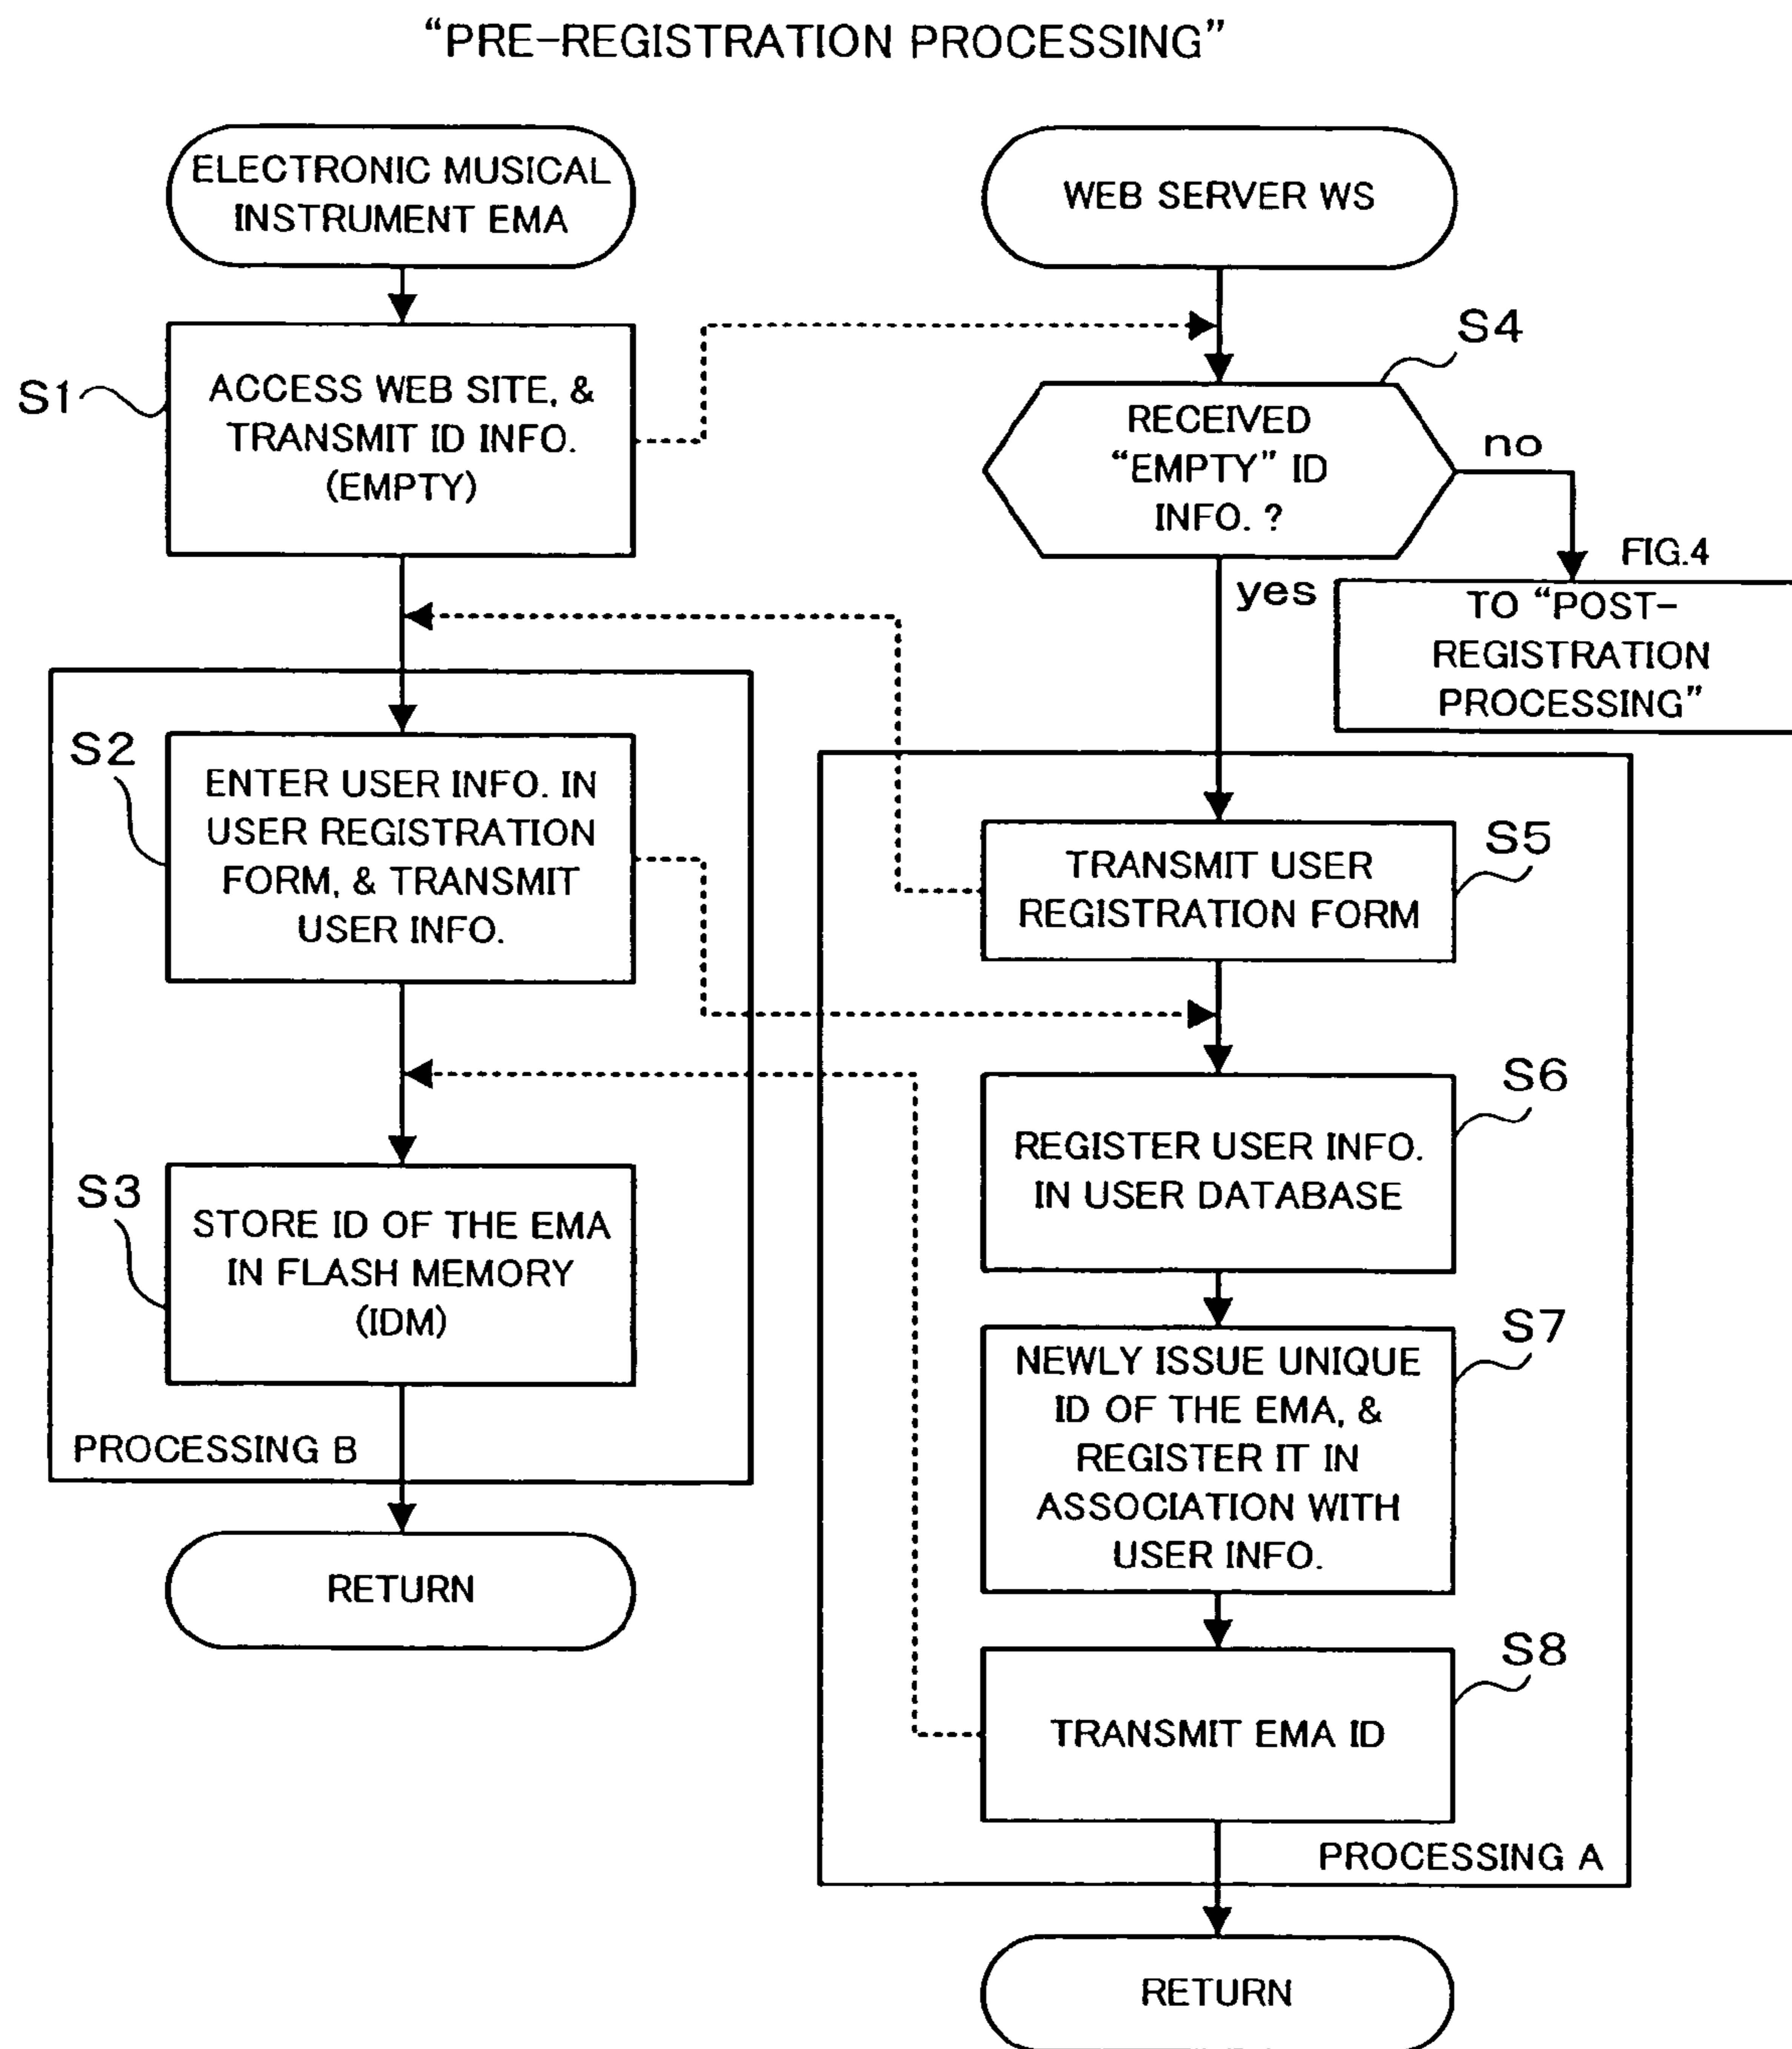 “PRE-REGISTRATION PROCESSING”
ELECTRONIC MUSICAL
INSTRUMENT EMA
S1
ACCESS WEB SITE, &
TRANSMIT ID INFO.
(EMPTY)
S2
ENTER USER INFO. IN
USER REGISTRATION
FORM, & TRANSMIT
USER INFO.
S3
STORE ID OF THE EMA
IN FLASH MEMORY
(IDM)
PROCESSING B
RETURN
WEB SERVER WS
S4
RECEIVED
“EMPTY” ID
INFO. ?
no
yes
FIG.4
TO “POST-
REGISTRATION
PROCESSING”
S5
TRANSMIT USER
REGISTRATION FORM
S6
REGISTER USER INFO.
IN USER DATABASE
S7
NEWLY ISSUE UNIQUE
ID OF THE EMA, &
REGISTER IT IN
ASSOCIATION WITH
USER INFO.
S8
TRANSMIT EMA ID
PROCESSING A
RETURN